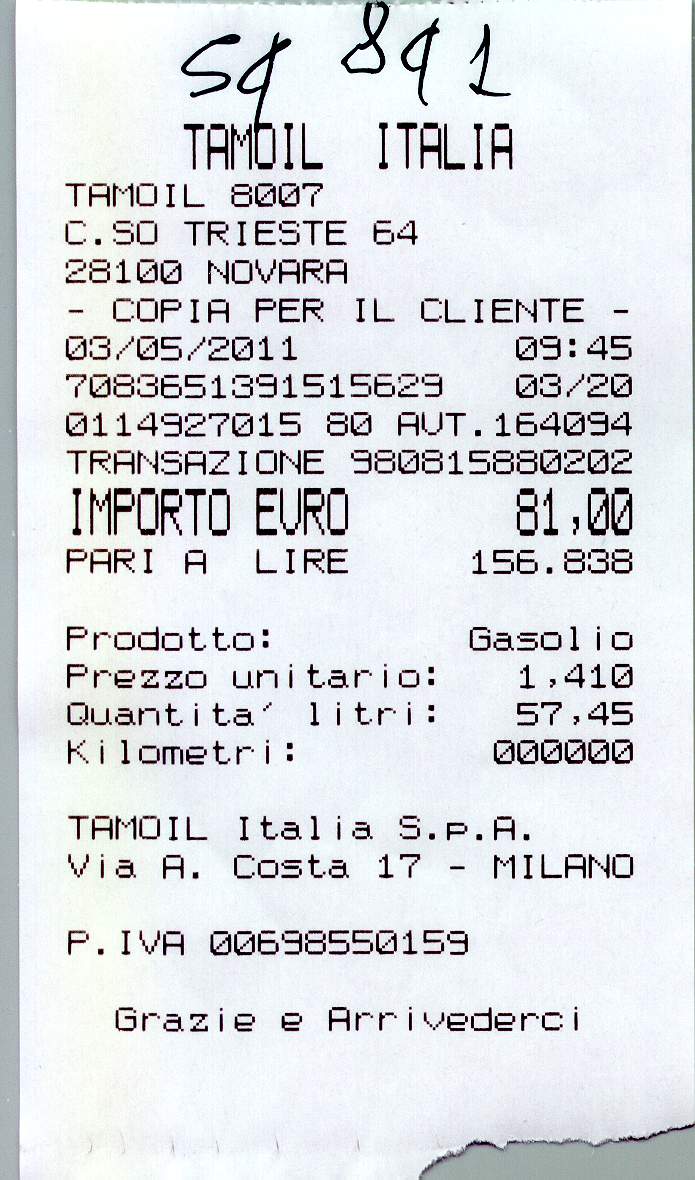 59 891
TAMOIL ITALIA
TAMOIL 8007
C.SO TRIESTE 64
28100 NOVARA
- COPIA PER IL CLIENTE -
03/05/2011 09:45
7083651391515629 03/20
0114927015 80 AUT.164094
TRANSAZIONE 980815880202
IMPORTO EURO 81,00
PARI A LIRE 156.838
Prodotto: Gasolio
Prezzo unitario: 1,410
Quantita' litri: 57,45
Kilometri: 000000
TAMOIL Italia S.p.A.
Via A. Costa 17 - MILANO
P.IVA 00698550159
Grazie e Arrivederci